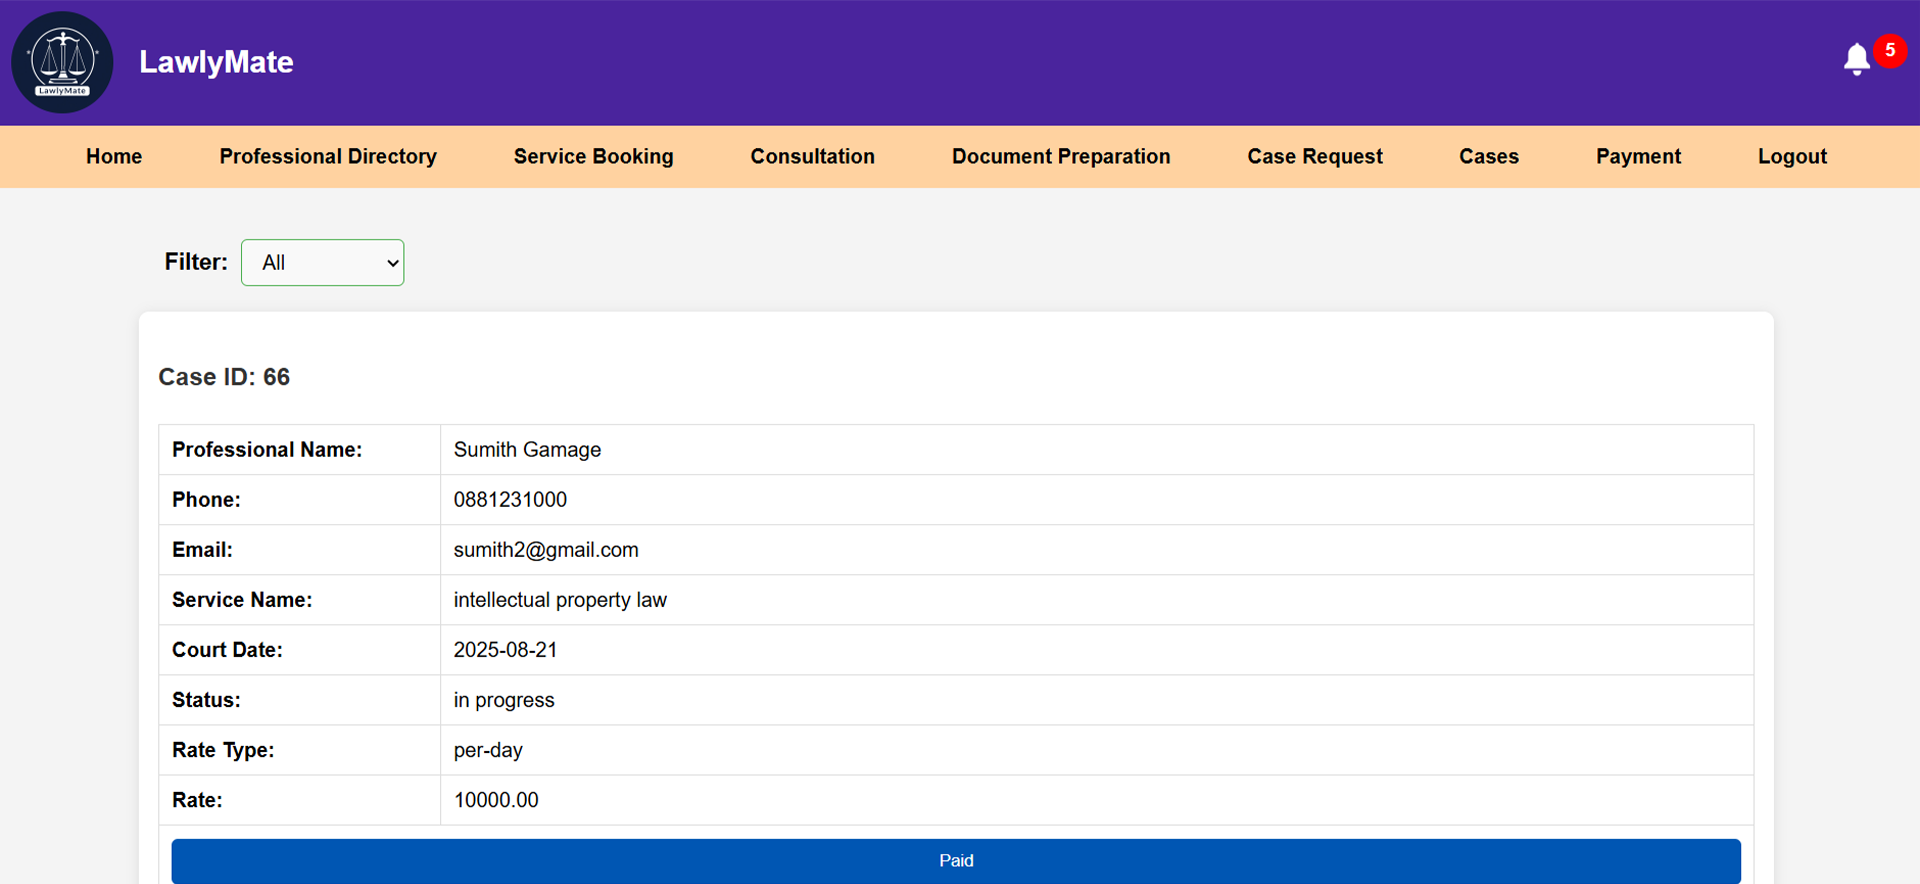 LawlyMate
LawlyMate
5
Home Professional Directory Service Booking Consultation Document Preparation Case Request Cases Payment Logout
Filter: All
Case ID: 66
Professional Name: Sumith Gamage
Phone: 0881231000
Email: sumith2@gmail.com
Service Name: intellectual property law
Court Date: 2025-08-21
Status: in progress
Rate Type: per-day
Rate: 10000.00
Paid